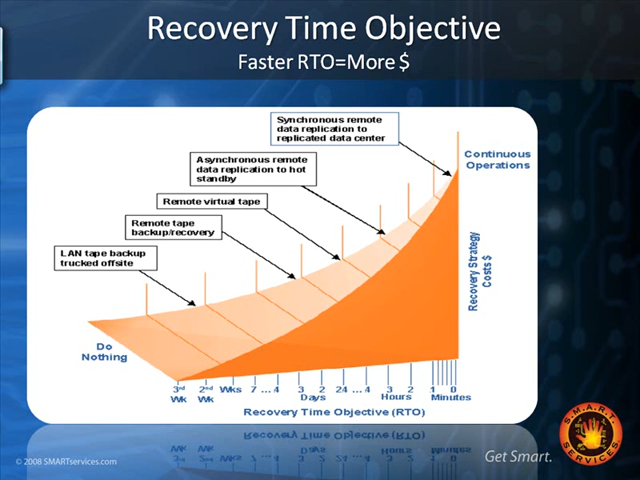 Recovery Time Objective
Faster RTO=More $
Synchronous remote
data replication to
replicated data center
Continuous
Operations
Asynchronous remote
data replication to hot
standby
Remote virtual tape
Remote tape
backup/recovery
LAN tape backup
trucked offsite
Recovery Strategy
Costs $
Do
Nothing
3rd 2nd Wks 7 ... 4 3 2 24 ... 4 3 2 1 0
Wk Wk Days Hours Minutes
Recovery Time Objective (RTO)
S.M.A.R.T
SERVICES.
© 2008 SMARTservices.com
Get Smart.